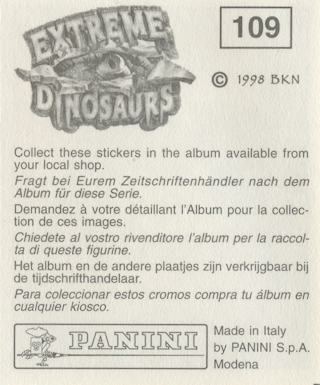 EXTREME
DINOSAURS
109
© 1998 BKN
Collect these stickers in the album available from
your local shop.
Fragt bei Eurem Zeitschriftenhändler nach dem
Album für diese Serie.
Demandez à votre détaillant l'Album pour la collec-
tion de ces images.
Chiedete al vostro rivenditore l'album per la raccol-
ta di queste figurine.
Het album en de andere plaatjes zijn verkrijgbaar bij
de tijdschrifthandelaar.
Para coleccionar estos cromos compra tu álbum en
cualquier kiosco.
PANINI
Made in Italy
by PANINI S.p.A.
Modena